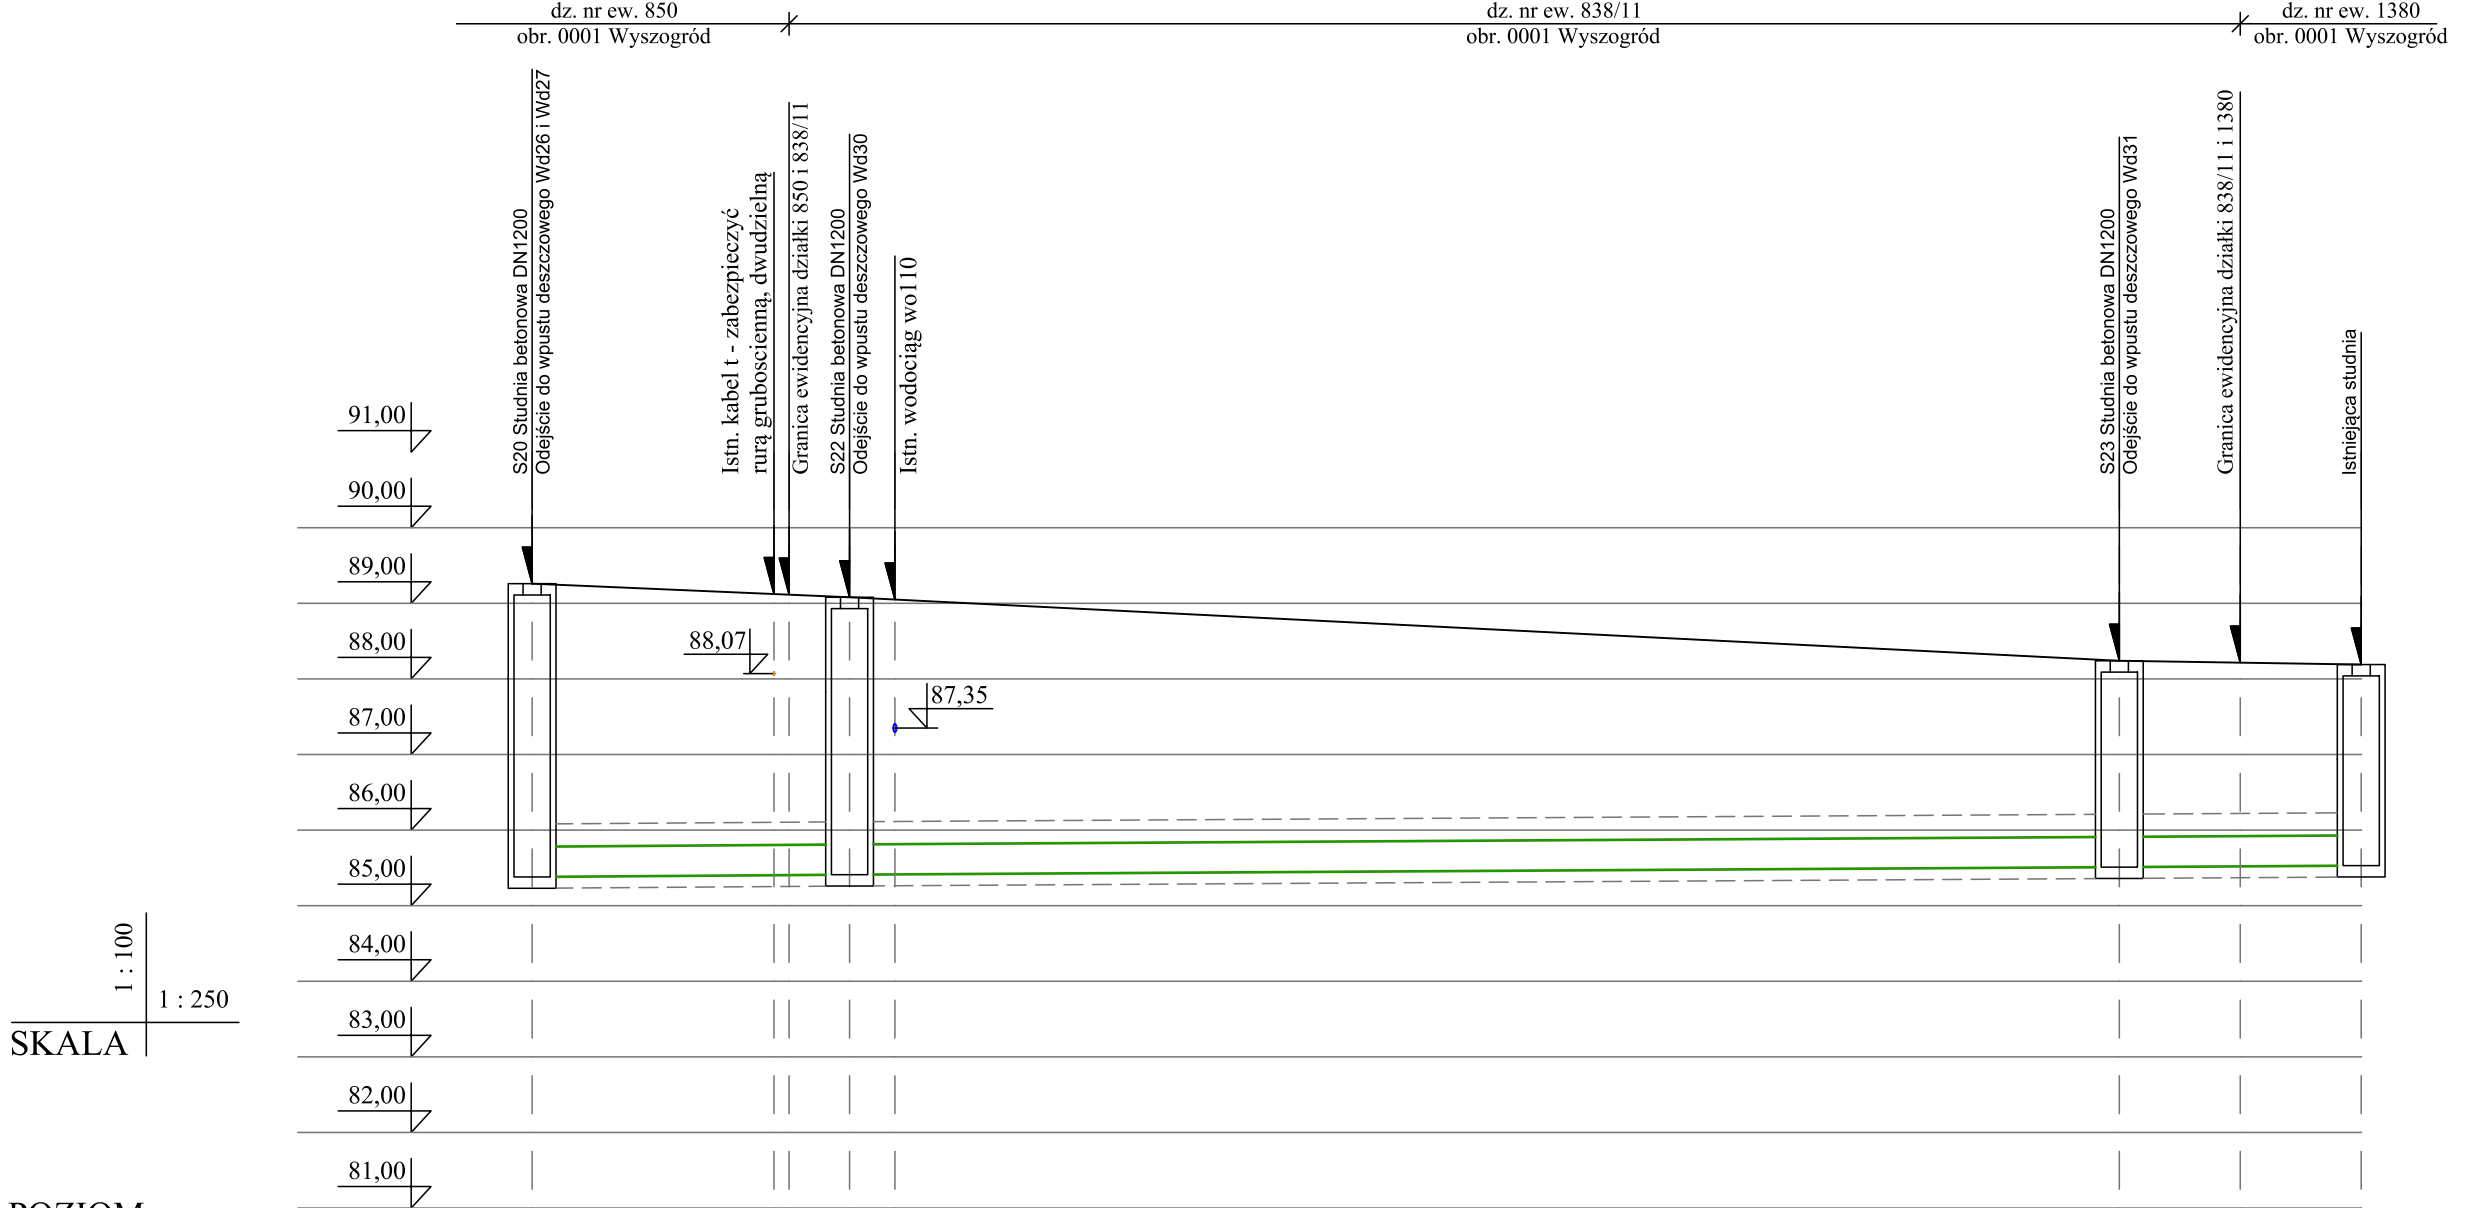 dz. nr ew. 850
obr. 0001 Wyszogród
dz. nr ew. 838/11
obr. 0001 Wyszogród
dz. nr ew. 1380
obr. 0001 Wyszogród
S20 Studnia betonowa DN1200
Odejście do wpustu deszczowego Wd26 i Wd27
Istn. kabel t - zabezpieczyć
rurą grubościenną, dwudzielną
Granica ewidencyjna działki 850 i 838/11
S22 Studnia betonowa DN1200
Odejście do wpustu deszczowego Wd30
Istn. wodociąg wo110
S23 Studnia betonowa DN1200
Odejście do wpustu deszczowego Wd31
Granica ewidencyjna działki 838/11 i 1380
Istniejąca studnia
91,00
90,00
89,00
88,00
88,07
87,35
87,00
86,00
85,00
84,00
83,00
82,00
81,00
1 : 100
1 : 250
SKALA
POZIOM